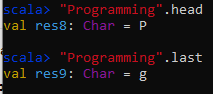 scala> "Programming".head
val res8: Char = P
scala> "Programming".last
val res9: Char = g